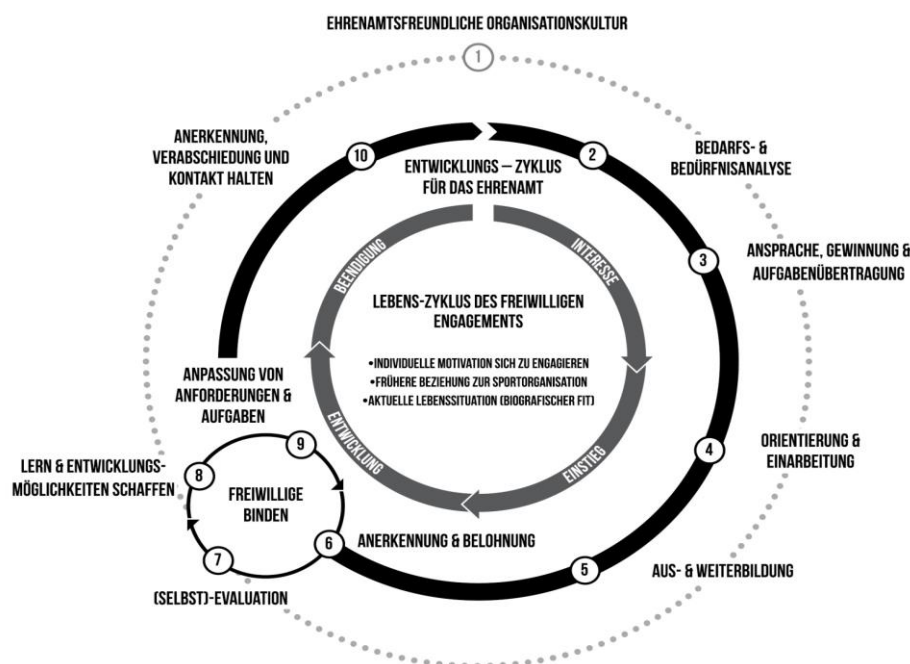 EHRENAMTSFREUNDLICHE ORGANISATIONSKULTUR
1
ANERKENNUNG,
VERABSCHIEDUNG UND
KONTAKT HALTEN
10
ENTWICKLUNGS – ZYKLUS
FÜR DAS EHRENAMT
2
BEDARFS- &
BEDÜRFNISANALYSE
3
ANSPRACHE, GEWINNUNG &
AUFGABENÜBERTRAGUNG
BEENDIGUNG
INTERESSE
LEBENS-ZYKLUS DES FREIWILLIGEN
ENGAGEMENTS
•INDIVIDUELLE MOTIVATION SICH ZU ENGAGIEREN
•FRÜHERE BEZIEHUNG ZUR SPORTORGANISATION
•AKTUELLE LEBENSSITUATION (BIOGRAFISCHER FIT)
ENTWICKLUNG
EINSTIEG
4
ORIENTIERUNG &
EINARBEITUNG
ANPASSUNG VON
ANFORDERUNGEN &
AUFGABEN
9
8
LERN & ENTWICKLUNGS-
MÖGLICHKEITEN SCHAFFEN
FREIWILLIGE
BINDEN
6
ANERKENNUNG & BELOHNUNG
7
(SELBST)-EVALUATION
5
AUS- & WEITERBILDUNG